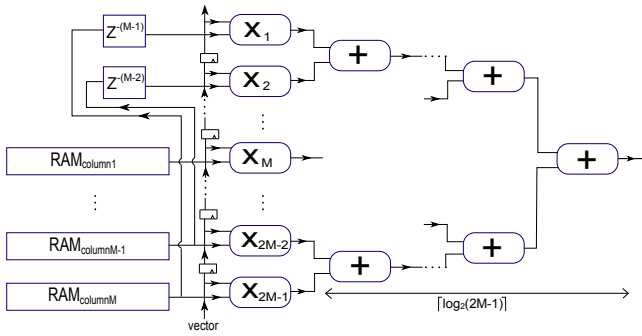 Z-(M-1)
X1
+
+
Z-(M-2)
X2
+
RAMcolumn1
XM
RAMcolumnM-1
X2M-2
+
+
RAMcolumnM
X2M-1
⌈log2(2M-1)⌉
vector